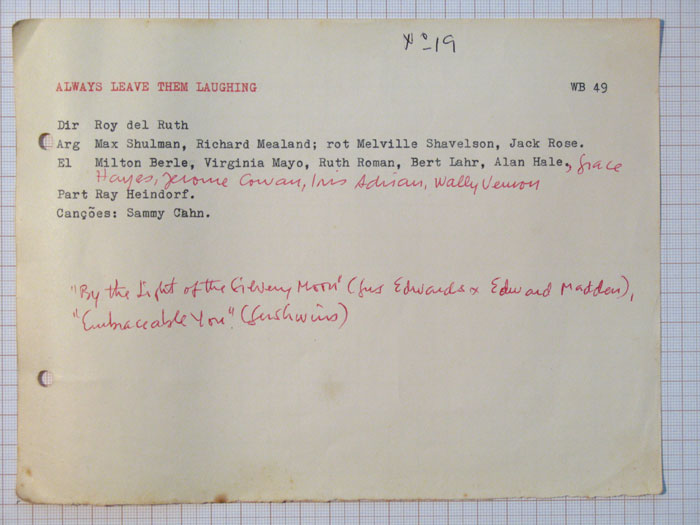 Nº-19
ALWAYS LEAVE THEM LAUGHING WB 49
Dir Roy del Ruth
Arg Max Shulman, Richard Mealand; rot Melville Shavelson, Jack Rose.
El Milton Berle, Virginia Mayo, Ruth Roman, Bert Lahr, Alan Hale, Grace
Hayes, Jerome Cowan, Iris Adrian, Wally Vernon
Part Ray Heindorf.
Canções: Sammy Cahn.
"By the Light of the Silvery Moon" (Gus Edwards x Edward Madden),
"Embraceable You". (Gershwins)